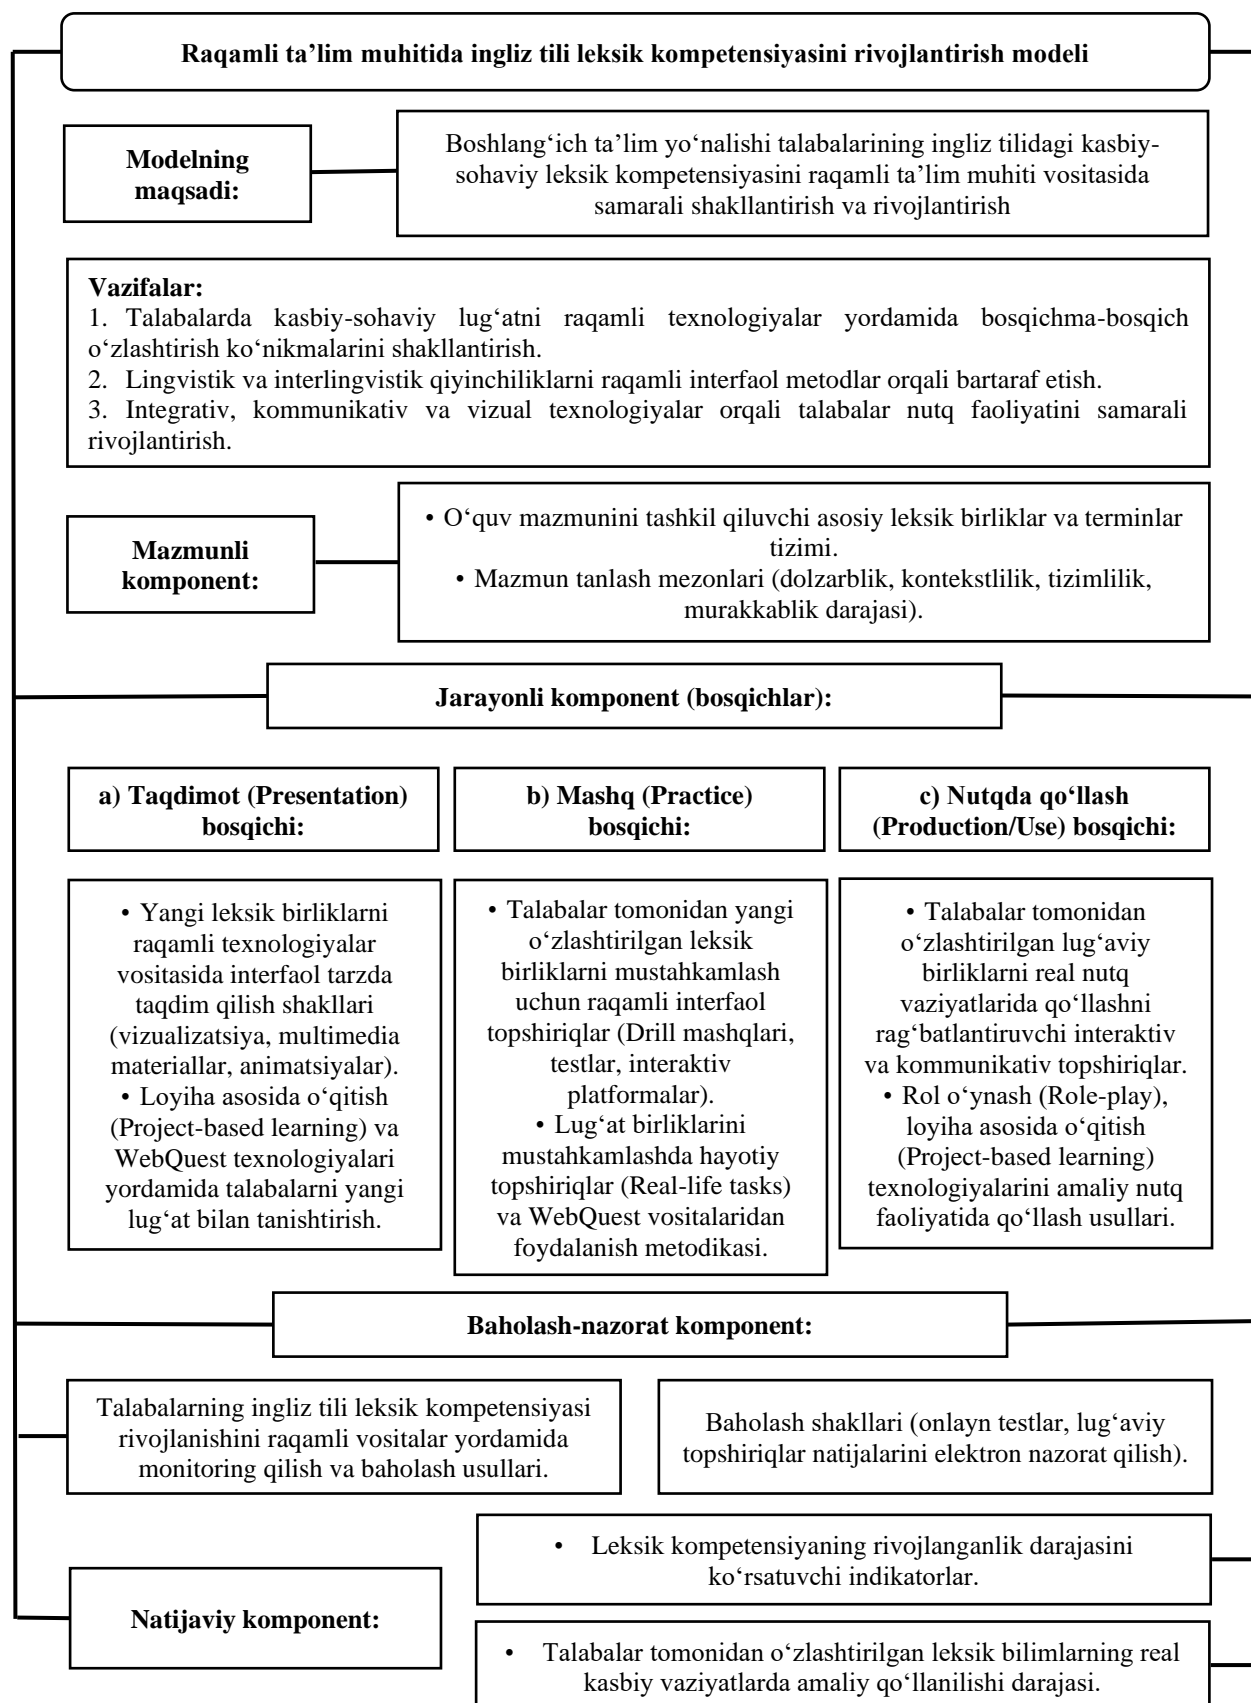 Raqamli ta’lim muhitida ingliz tili leksik kompetensiyasini rivojlantirish modeli
Modelning
maqsadi:
Boshlang‘ich ta’lim yo‘nalishi talabalarining ingliz tilidagi kasbiy-
sohaviy leksik kompetensiyasini raqamli ta’lim muhiti vositasida
samarali shakllantirish va rivojlantirish
Vazifalar:
1. Talabalarda kasbiy-sohaviy lug‘atni raqamli texnologiyalar yordamida bosqichma-bosqich
o‘zlashtirish ko‘nikmalarini shakllantirish.
2. Lingvistik va interlingvistik qiyinchiliklarni raqamli interfaol metodlar orqali bartaraf etish.
3. Integrativ, kommunikativ va vizual texnologiyalar orqali talabalar nutq faoliyatini samarali
rivojlantirish.
Mazmunli
komponent:
• O‘quv mazmunini tashkil qiluvchi asosiy leksik birliklar va terminlar
tizimi.
• Mazmun tanlash mezonlari (dolzarblik, kontekstlilik, tizimlilik,
murakkablik darajasi).
Jarayonli komponent (bosqichlar):
a) Taqdimot (Presentation)
bosqichi:
• Yangi leksik birliklarni
raqamli texnologiyalar
vositasida interfaol tarzda
taqdim qilish shakllari
(vizualizatsiya, multimedia
materiallar, animatsiyalar).
• Loyiha asosida o‘qitish
(Project-based learning) va
WebQuest texnologiyalari
yordamida talabalarni yangi
lug‘at bilan tanishtirish.
b) Mashq (Practice)
bosqichi:
• Talabalar tomonidan yangi
o‘zlashtirilgan leksik
birliklarni mustahkamlash
uchun raqamli interfaol
topshiriqlar (Drill mashqlari,
testlar, interaktiv
platformalar).
• Lug‘at birliklarini
mustahkamlashda hayotiy
topshiriqlar (Real-life tasks)
va WebQuest vositalaridan
foydalanish metodikasi.
c) Nutqda qo‘llash
(Production/Use) bosqichi:
• Talabalar tomonidan
o‘zlashtirilgan lug‘aviy
birliklarni real nutq
vaziyatlarida qo‘llashni
rag‘batlantiruvchi interaktiv
va kommunikativ topshiriqlar.
• Rol o‘ynash (Role-play),
loyiha asosida o‘qitish
(Project-based learning)
texnologiyalarini amaliy nutq
faoliyatida qo‘llash usullari.
Baholash-nazorat komponent:
Talabalarning ingliz tili leksik kompetensiyasi
rivojlanishini raqamli vositalar yordamida
monitoring qilish va baholash usullari.
Baholash shakllari (onlayn testlar, lug‘aviy
topshiriqlar natijalarini elektron nazorat qilish).
Natijaviy komponent:
• Leksik kompetensiyaning rivojlanganlik darajasini
ko‘rsatuvchi indikatorlar.
• Talabalar tomonidan o‘zlashtirilgan leksik bilimlarning real
kasbiy vaziyatlarda amaliy qo‘llanilishi darajasi.